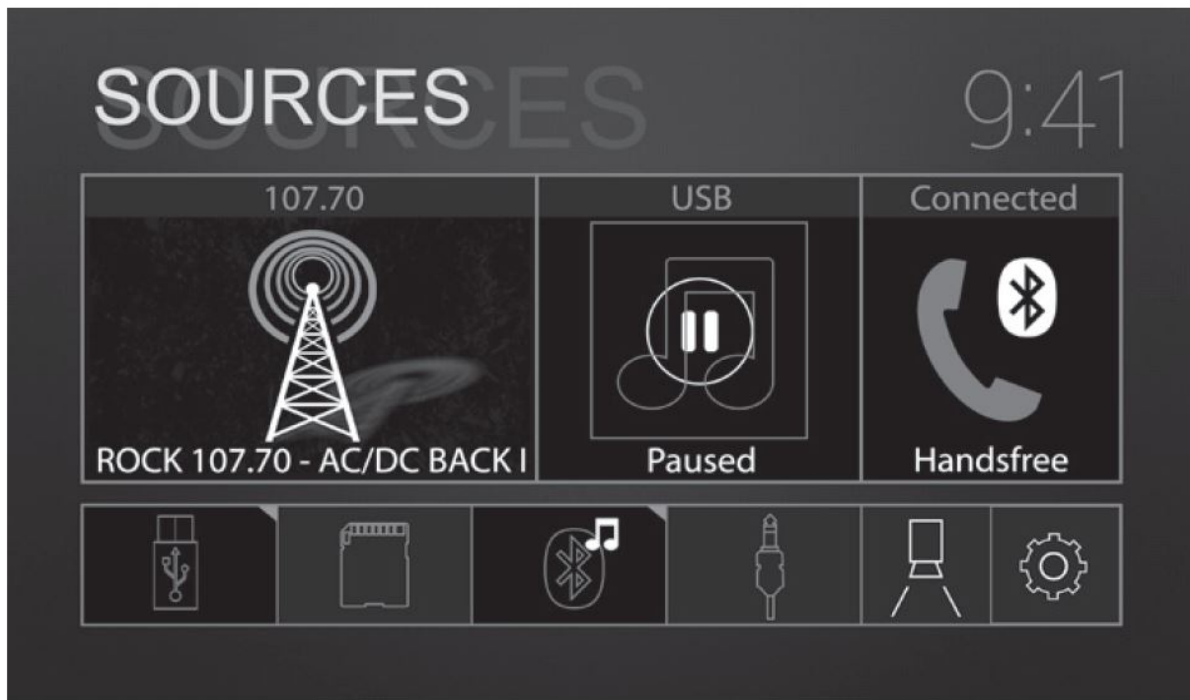 SOURCES
9:41
107.70
USB
Connected
ROCK 107.70 - AC/DC BACK I
Paused
Handsfree